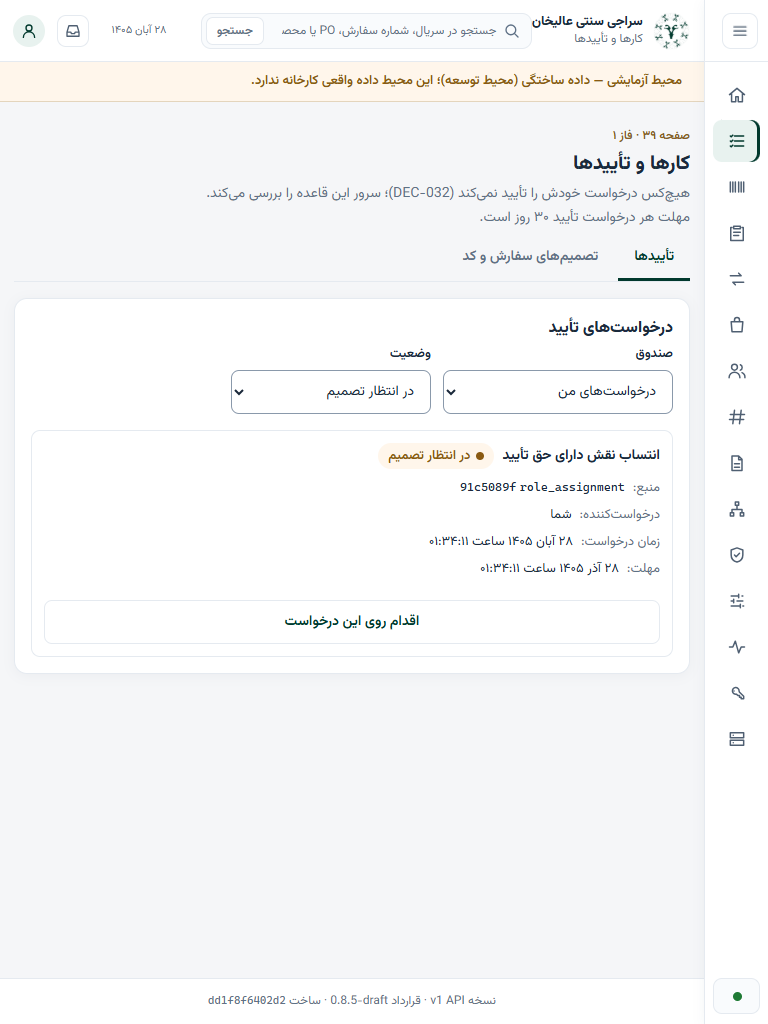 سراجی سنتی عالیخان
کارها و تأییدها
جستجو در سریال، شماره سفارش، PO یا محص
جستجو
۲۸ آبان ۱۴۰۵
محیط آزمایشی — داده ساختگی (محیط توسعه)؛ این محیط داده واقعی کارخانه ندارد.
صفحه ۳۹ · فاز ۱
کارها و تأییدها
هیچ‌کس درخواست خودش را تأیید نمی‌کند (DEC-032)؛ سرور این قاعده را بررسی می‌کند.
مهلت هر درخواست تأیید ۳۰ روز است.
تأییدها
تصمیم‌های سفارش و کد
درخواست‌های تأیید
صندوق
وضعیت
درخواست‌های من
در انتظار تصمیم
انتساب نقش دارای حق تأیید
در انتظار تصمیم
منبع: role_assignment 91c5089f
درخواست‌کننده: شما
زمان درخواست: ۲۸ آبان ۱۴۰۵ ساعت ۰۱:۳۴:۱۱
مهلت: ۲۸ آذر ۱۴۰۵ ساعت ۰۱:۳۴:۱۱
اقدام روی این درخواست
نسخه v1 API · قرارداد 0.8.5-draft · ساخت dd1f8f6402d2